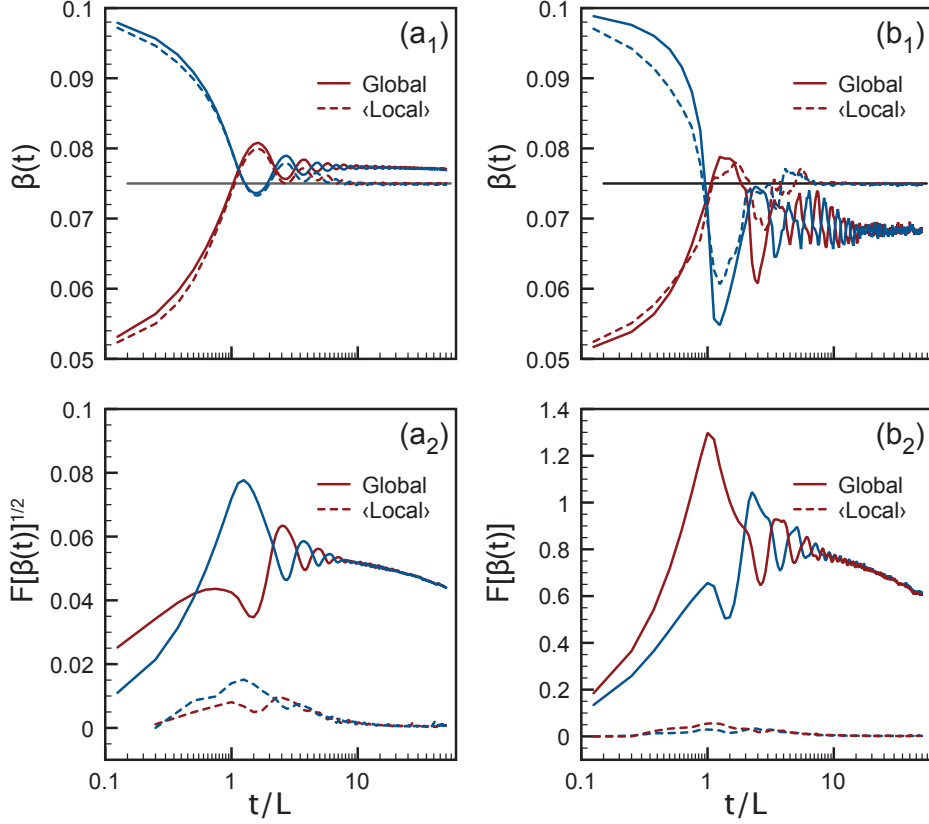 0.1
0.09
0.08
0.07
0.06
0.05
β(t)
(a1)
Global
‹Local›
(b1)
Global
‹Local›
0.1
0.09
0.08
0.07
0.06
0.05
β(t)
0.1
0.08
0.06
0.04
0.02
0
F[β(t)]1/2
(a2)
Global
‹Local›
0.1
1
10
t/L
1.4
1.2
1
0.8
0.6
0.4
0.2
0
F[β(t)]
(b2)
Global
‹Local›
0.1
1
10
t/L